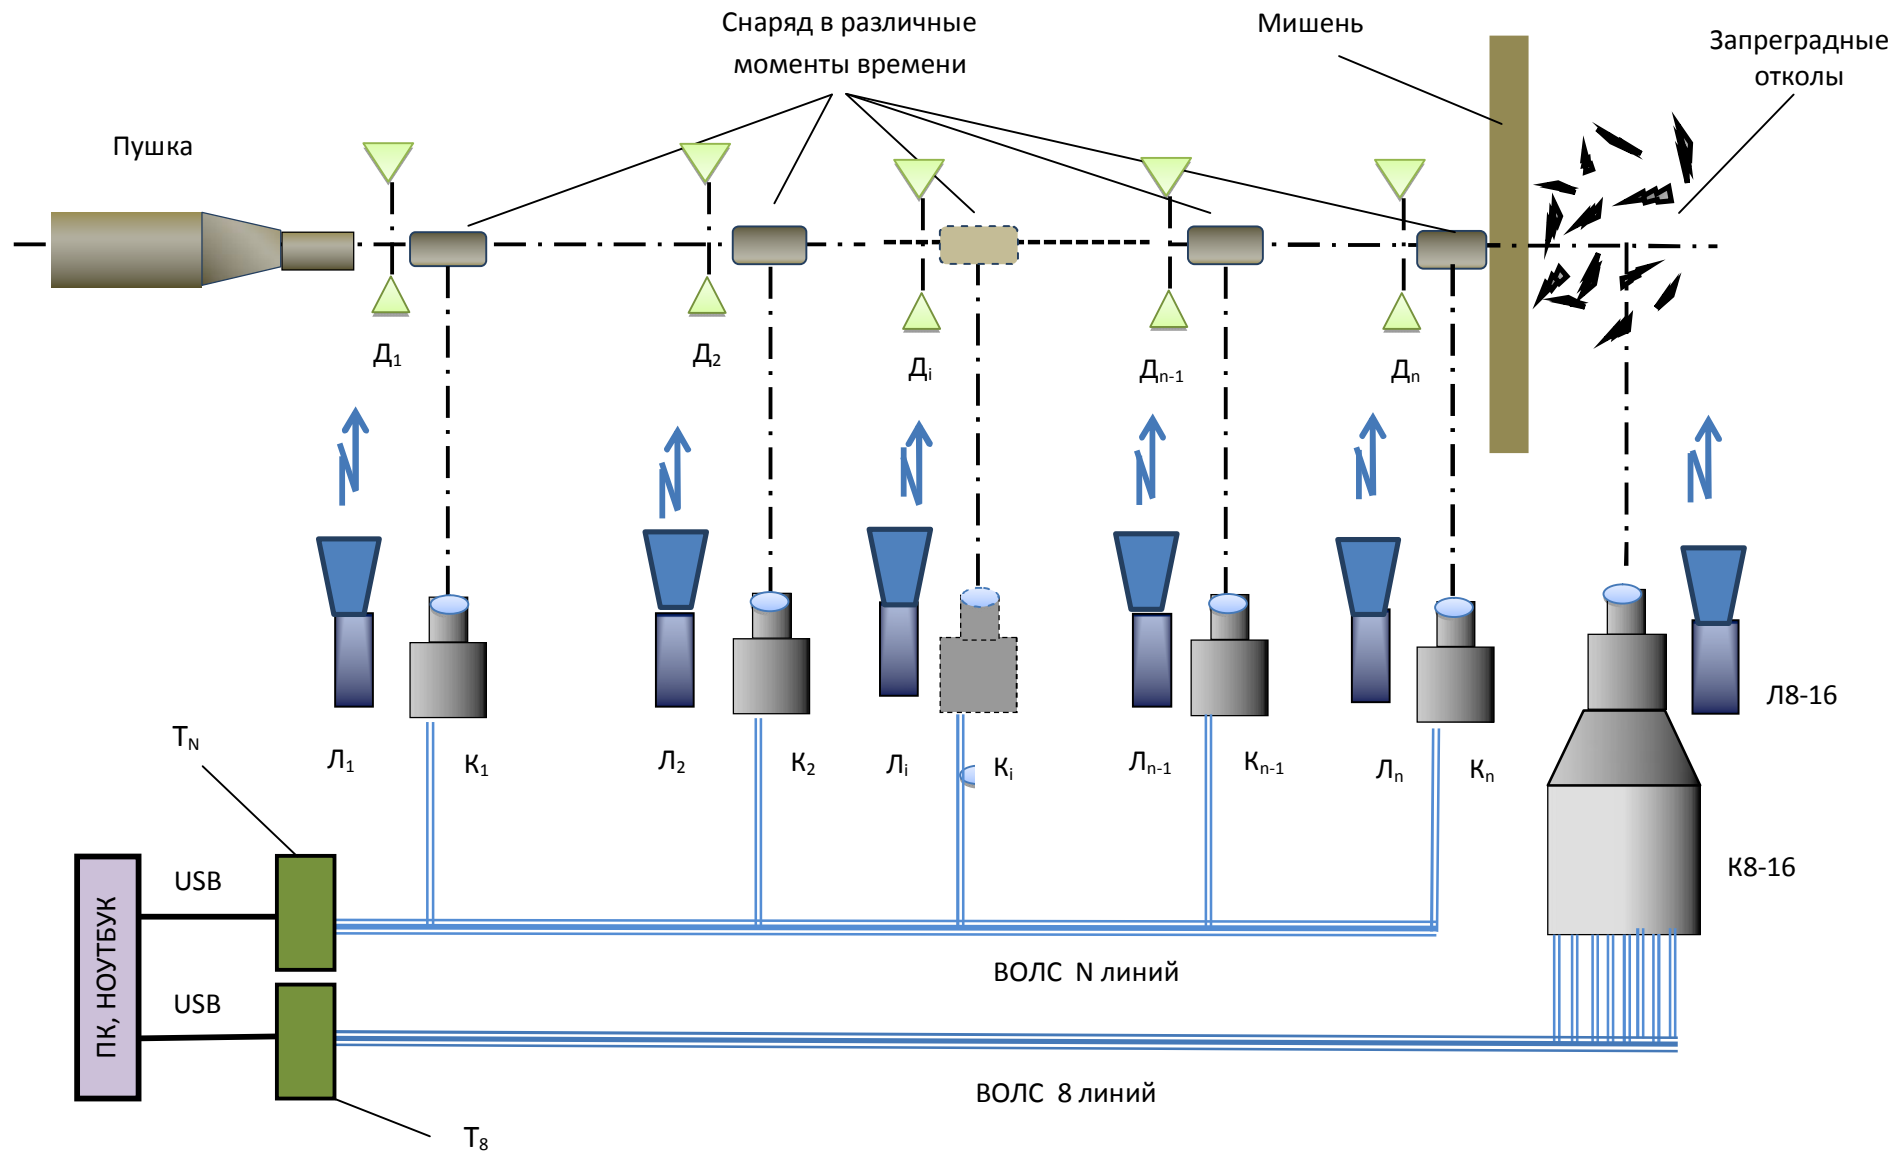 Снаряд в различные
моменты времени
Мишень
Запреградные
отколы
Пушка
Д1
Д2
Дi
Дn-1
Дn
Л8-16
TN
Л1
К1
Л2
К2
Лi
Кi
Лn-1
Кn-1
Лn
Кn
К8-16
USB
ПК, НОУТБУК
ВОЛС N линий
USB
ВОЛС 8 линий
T8